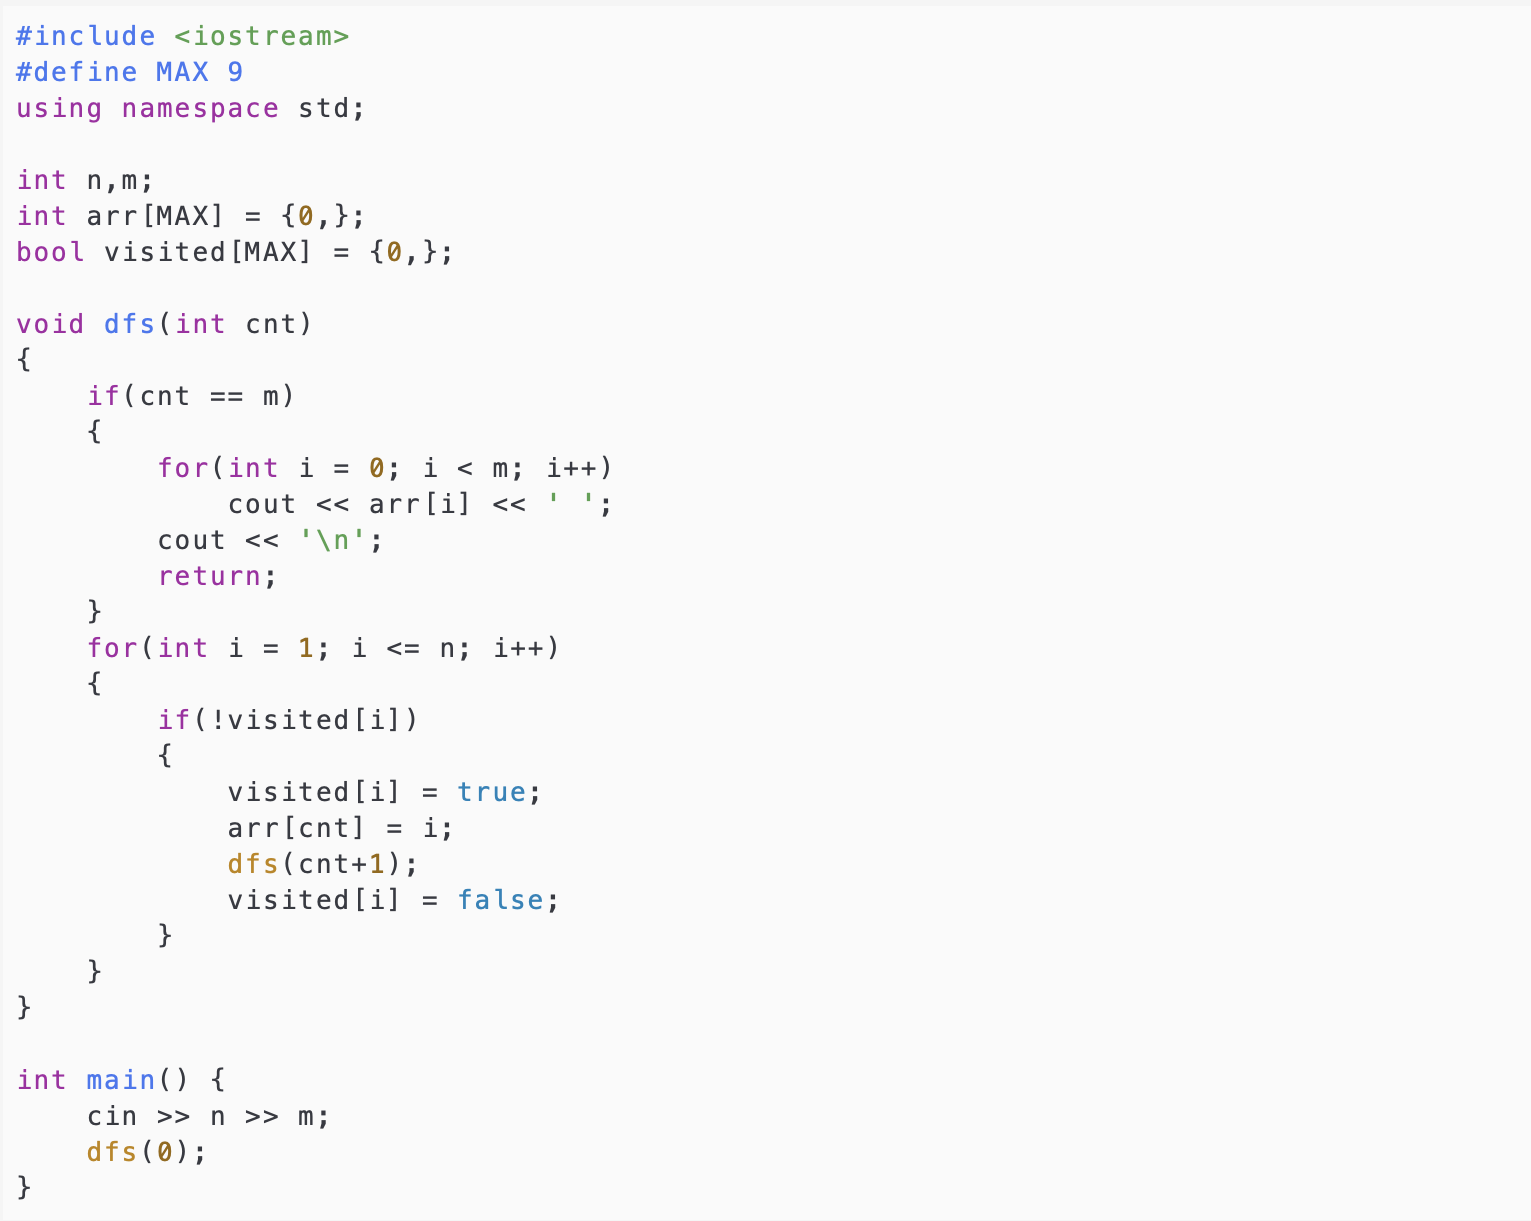 #include <iostream>
#define MAX 9
using namespace std;

int n,m;
int arr[MAX] = {0,};
bool visited[MAX] = {0,};

void dfs(int cnt)
{
    if(cnt == m)
    {
        for(int i = 0; i < m; i++)
            cout << arr[i] << ' ';
        cout << '\n';
        return;
    }
    for(int i = 1; i <= n; i++)
    {
        if(!visited[i])
        {
            visited[i] = true;
            arr[cnt] = i;
            dfs(cnt+1);
            visited[i] = false;
        }
    }
}

int main() {
    cin >> n >> m;
    dfs(0);
}